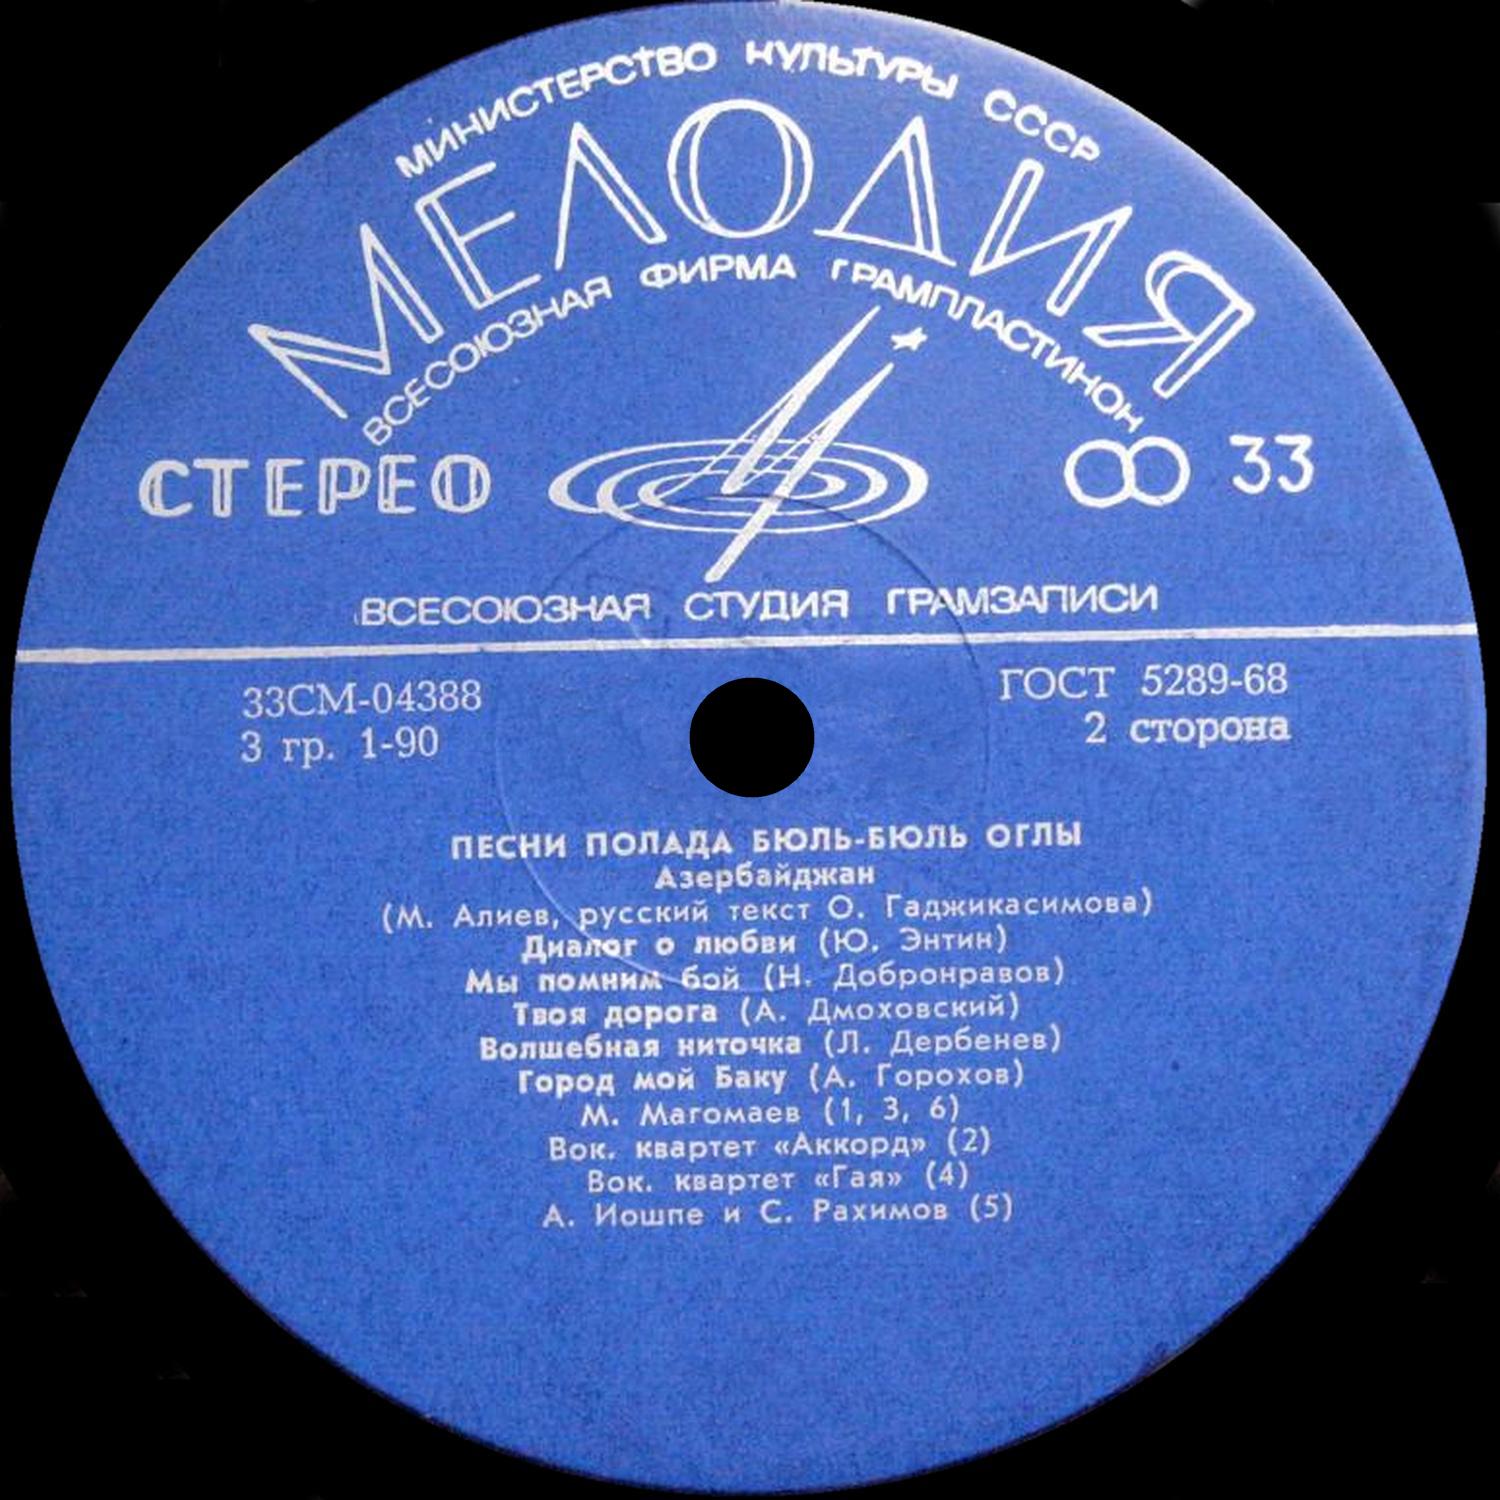 МИНИСТЕРСТВО КУЛЬТУРЫ СССР
МЕЛОДИЯ
ВСЕСОЮЗНАЯ ФИРМА ГРАМПЛАСТИНОК
СТЕРЕО
33
ВСЕСОЮЗНАЯ СТУДИЯ ГРАМЗАПИСИ
33СМ-04388
ГОСТ 5289-68
3 гр. 1-90
2 сторона
ПЕСНИ ПОЛАДА БЮЛЬ-БЮЛЬ ОГЛЫ
Азербайджан
(М. Алиев, русский текст О. Гаджикасимова)
Диалог о любви (Ю. Энтин)
Мы помним бой (Н. Добронравов)
Твоя дорога (А. Дмоховский)
Волшебная ниточка (Л. Дербенев)
Город мой Баку (А. Горохов)
М. Магомаев (1, 3, 6)
Вок. квартет «Аккорд» (2)
Вок. квартет «Гая» (4)
А. Иошпе и С. Рахимов (5)